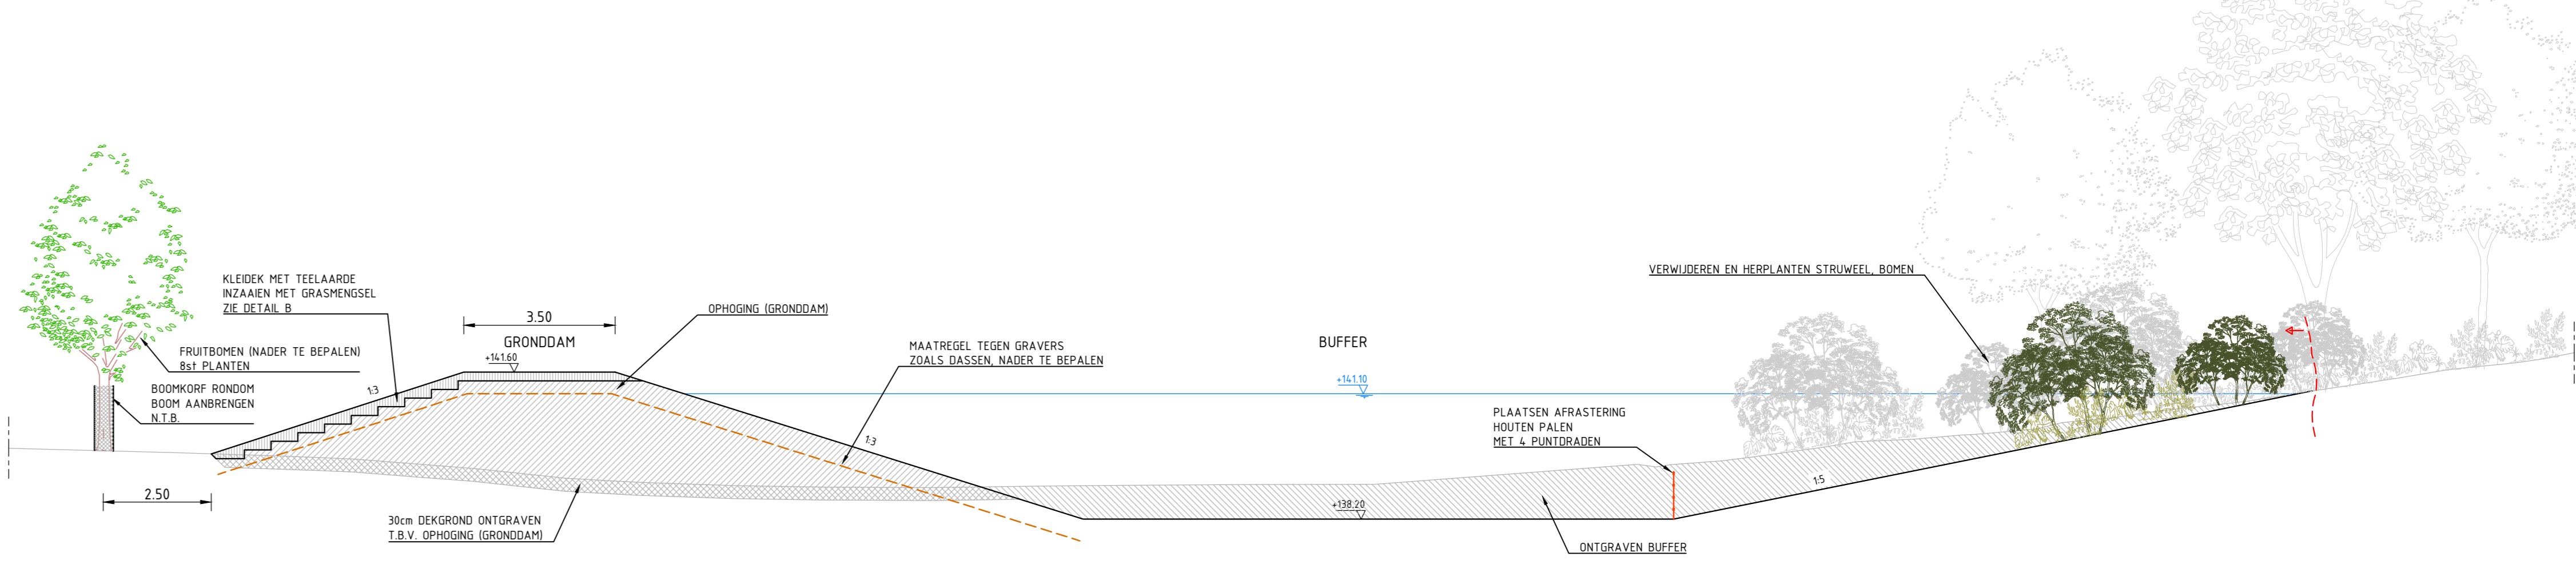 KLEIDEK MET TEELAARDE
INZAAIEN MET GRASMENGSEL
ZIE DETAIL B
FRUITBOMEN (NADER TE BEPALEN)
8st PLANTEN
BOOMKORF RONDOM
BOOM AANBRENGEN
N.T.B.
1:3
2.50
3.50
GRONDDAM
+141.60
OPHOGING (GRONDDAM)
MAATREGEL TEGEN GRAVERS
ZOALS DASSEN, NADER TE BEPALEN
1:3
30cm DEKGROND ONTGRAVEN
T.B.V. OPHOGING (GRONDDAM)
BUFFER
+141.10
+138.20
PLAATSEN AFRASTERING
HOUTEN PALEN
MET 4 PUNTDRADEN
ONTGRAVEN BUFFER
VERWIJDEREN EN HERPLANTEN STRUWEEL, BOMEN
1:5